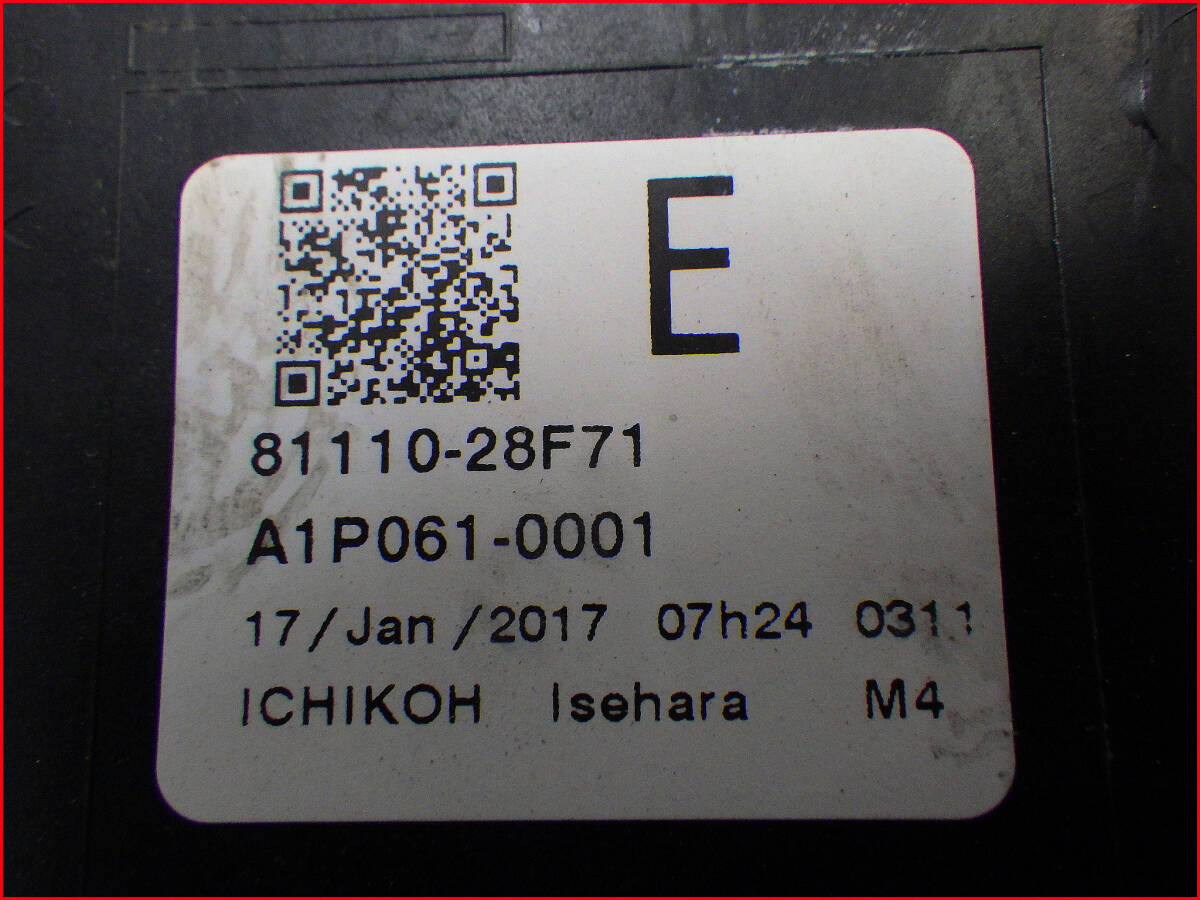 E
81110-28F71
A1P061-0001
17/Jan /2017 07h24 0311
ICHIKOH Isehara M4